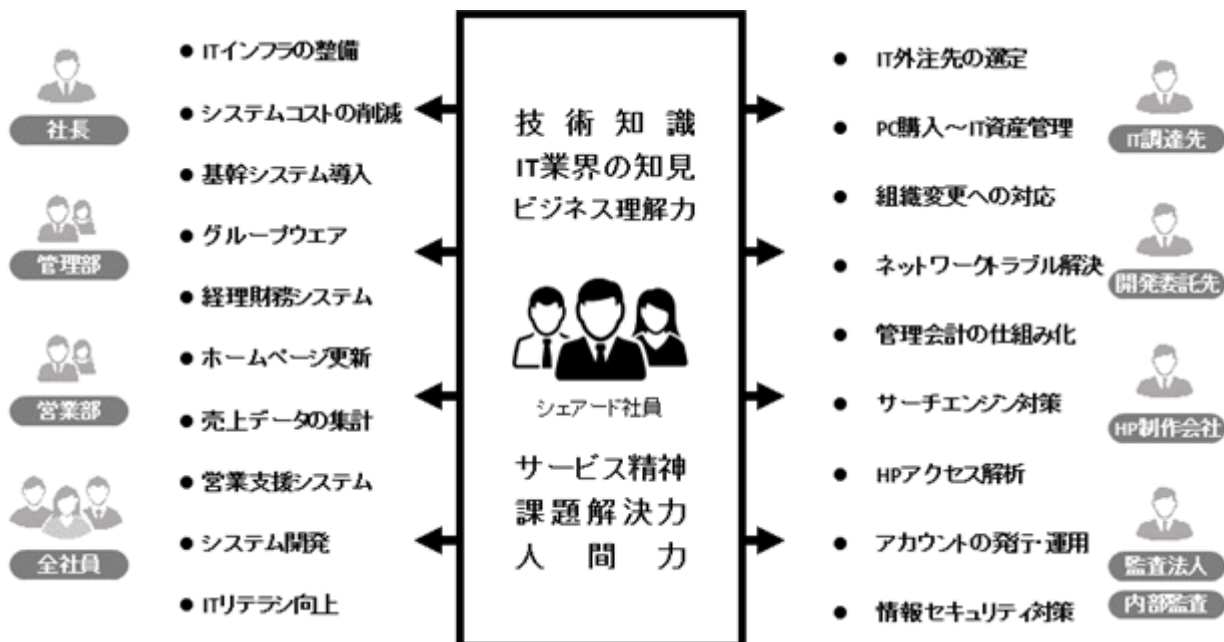 社長
管理部
営業部
全社員
● ITインフラの整備
● システムコストの削減
● 基幹システム導入
● グループウエア
● 経理財務システム
● ホームページ更新
● 売上データの集計
● 営業支援システム
● システム開発
● ITリテラシ向上
技術知識
IT業界の知見
ビジネス理解力
シェアード社員
サービス精神
課題解決力
人間力
● IT外注先の選定
● PC購入～IT資産管理
● 組織変更への対応
● ネットワークトラブル解決
● 管理会計の仕組み化
● サーチエンジン対策
● HPアクセス解析
● アカウントの発行・運用
● 情報セキュリティ対策
IT調達先
開発委託先
HP制作会社
監査法人
内部監査